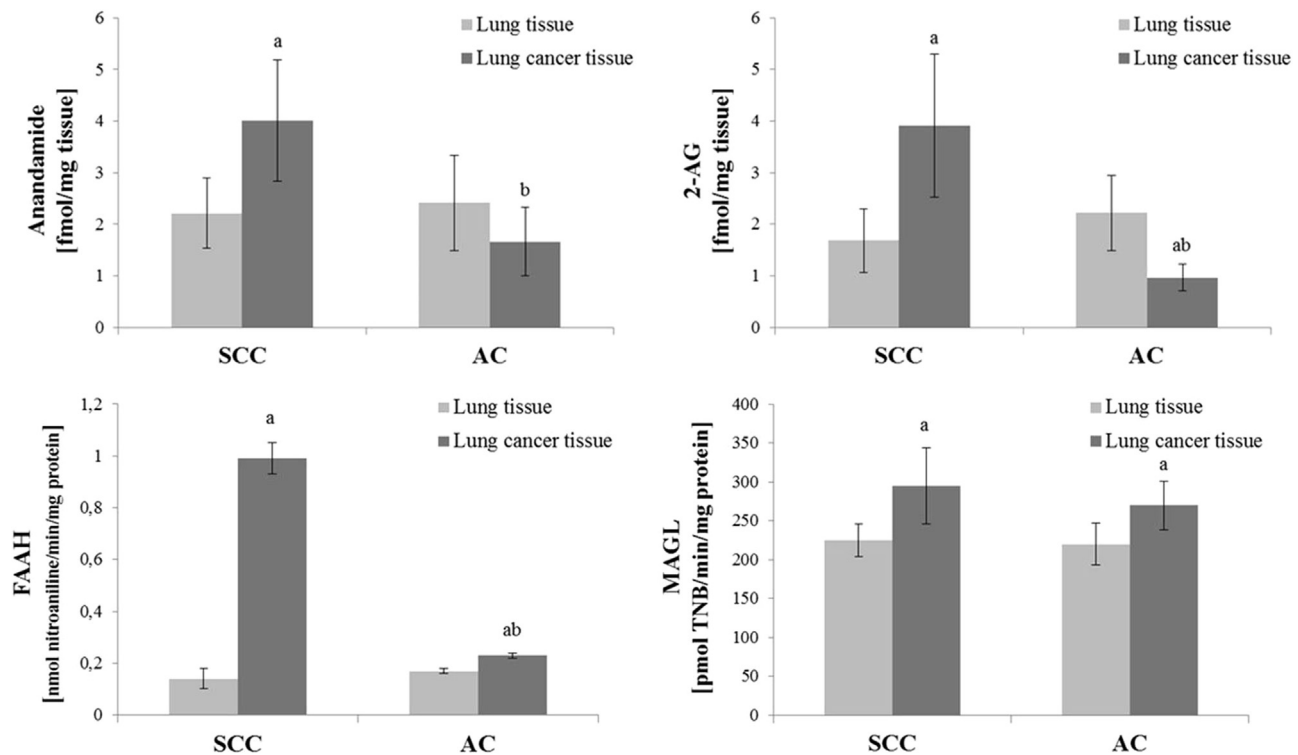 Anandamide
[fmol/mg tissue]
6
5
4
3
2
1
0
Lung tissue
Lung cancer tissue
a
b
SCC
AC
2-AG
[fmol/mg tissue]
6
5
4
3
2
1
0
Lung tissue
Lung cancer tissue
a
ab
SCC
AC
FAAH
[nmol nitroaniline/min/mg protein]
1,2
1
0,8
0,6
0,4
0,2
0
Lung tissue
Lung cancer tissue
a
ab
SCC
AC
MAGL
[pmol TNB/min/mg protein]
400
350
300
250
200
150
100
50
0
Lung tissue
Lung cancer tissue
a
a
SCC
AC